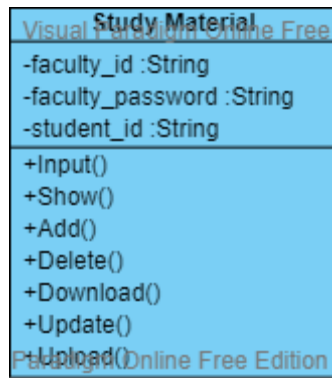 Study Material
Visual Paradigm Online Free
-faculty_id :String
-faculty_password :String
-student_id :String
+Input()
+Show()
+Add()
+Delete()
+Download()
+Update()
+Upload()
Paradigm Online Free Edition